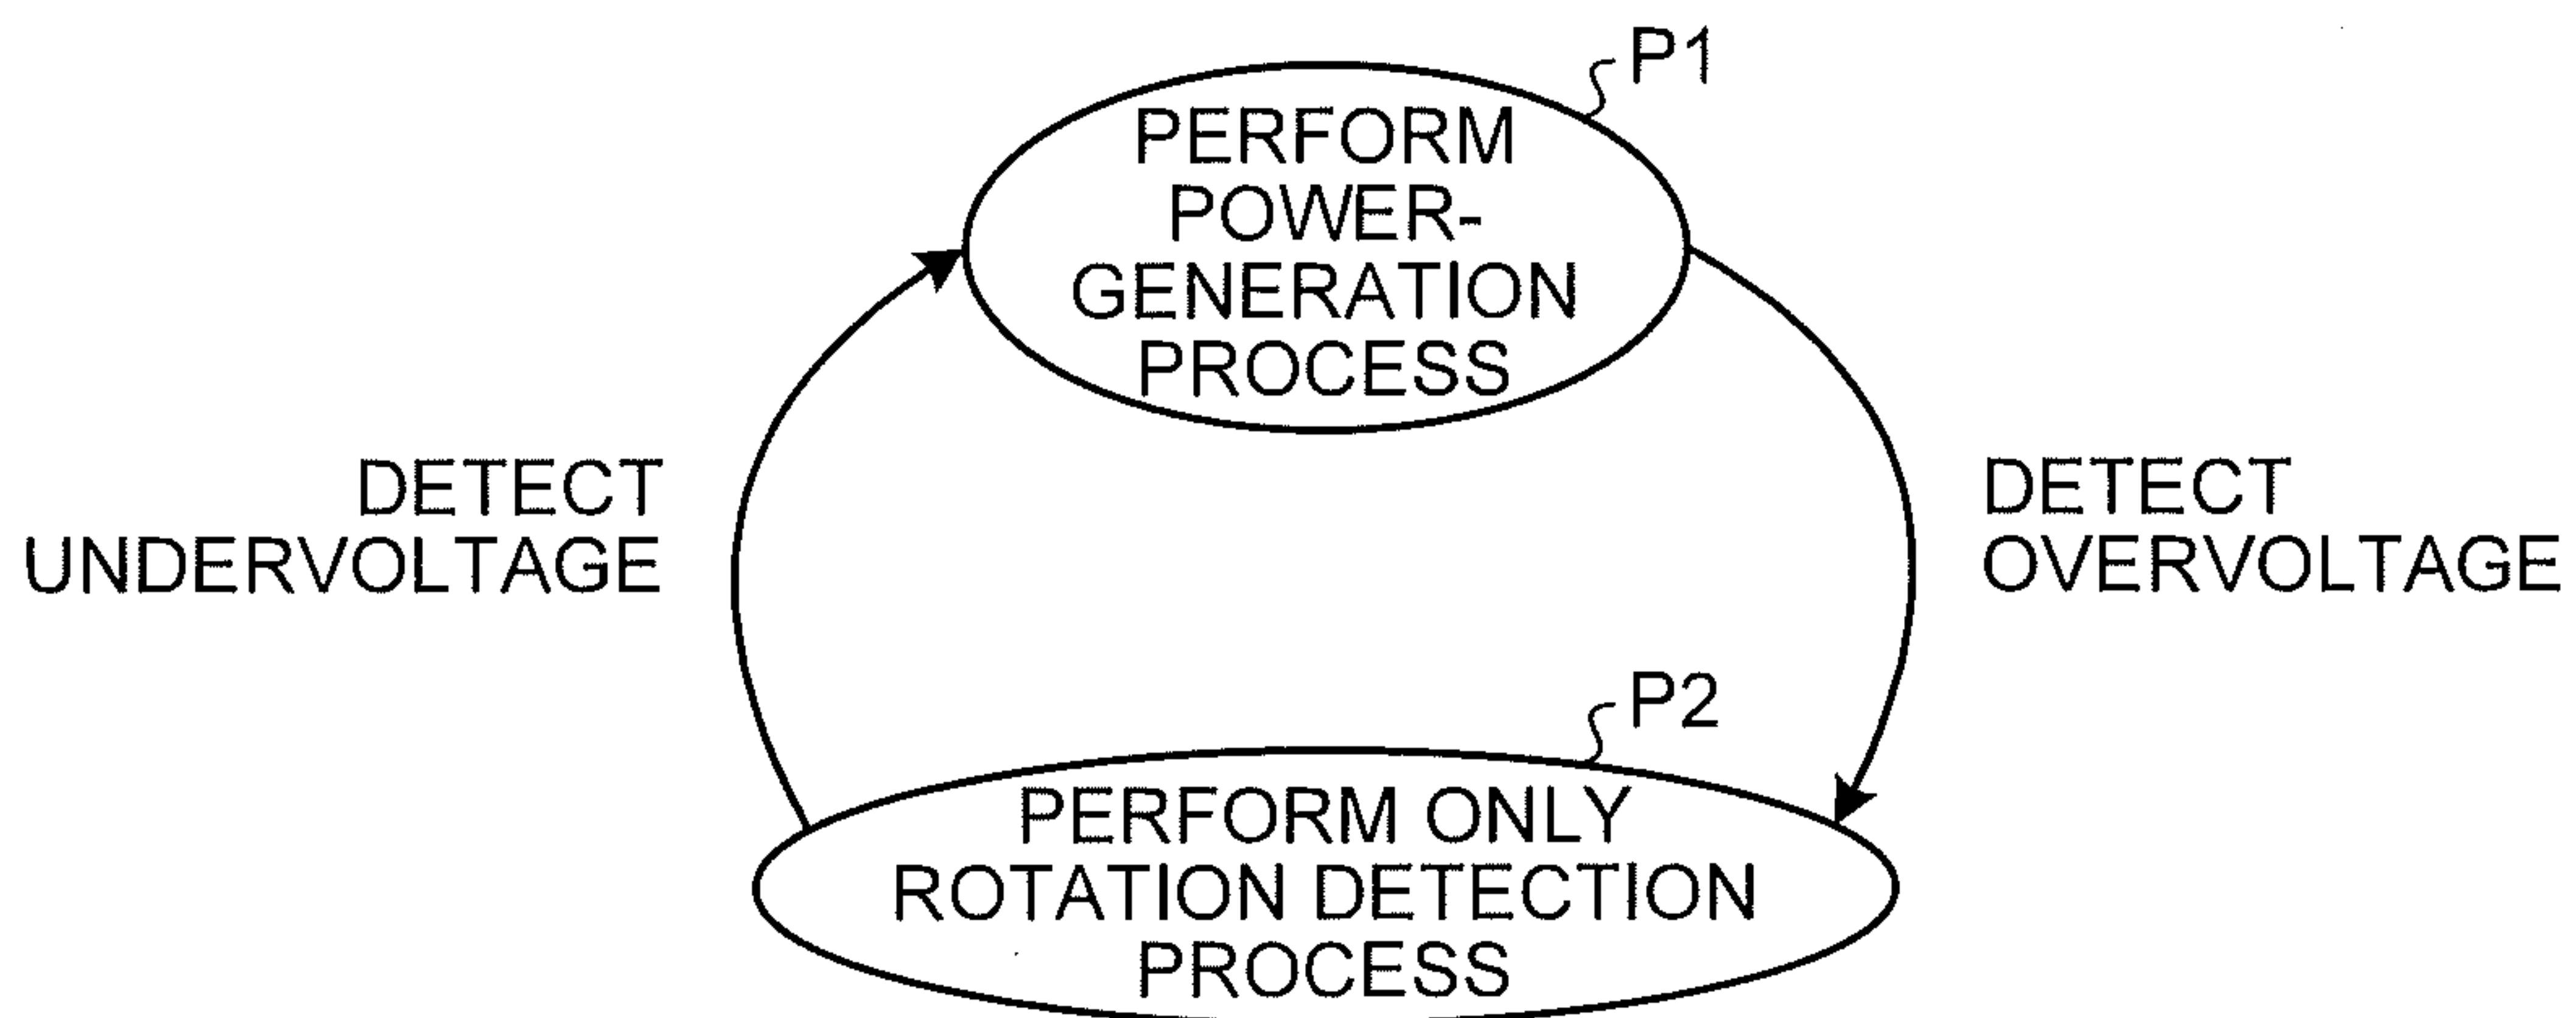 P1
PERFORM
POWER-
GENERATION
PROCESS
DETECT
UNDERVOLTAGE
DETECT
OVERVOLTAGE
P2
PERFORM ONLY
ROTATION DETECTION
PROCESS